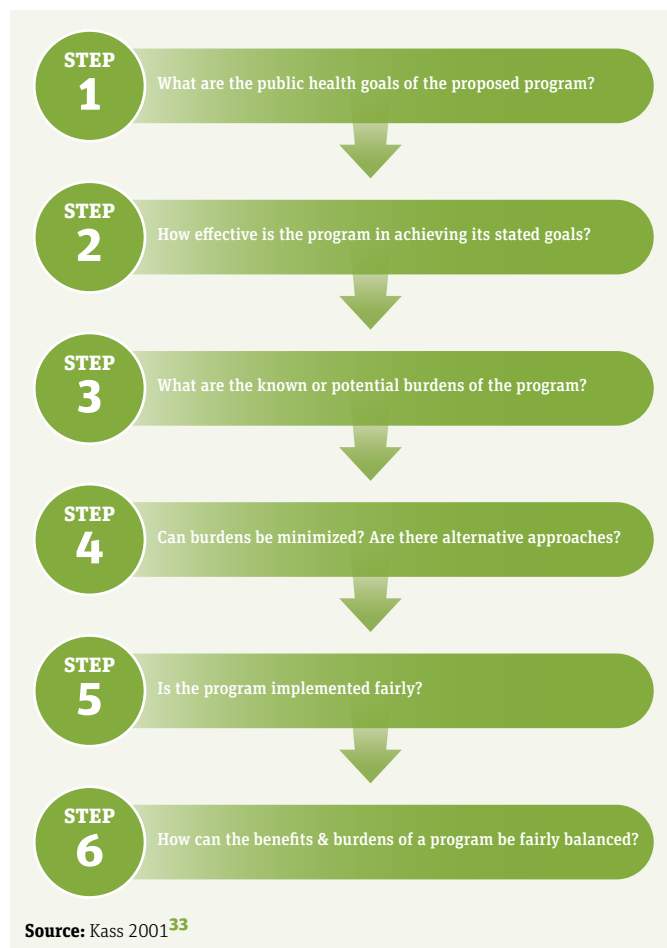 STEP
1
What are the public health goals of the proposed program?
STEP
2
How effective is the program in achieving its stated goals?
STEP
3
What are the known or potential burdens of the program?
STEP
4
Can burdens be minimized? Are there alternative approaches?
STEP
5
Is the program implemented fairly?
STEP
6
How can the benefits & burdens of a program be fairly balanced?
Source: Kass 2001 33